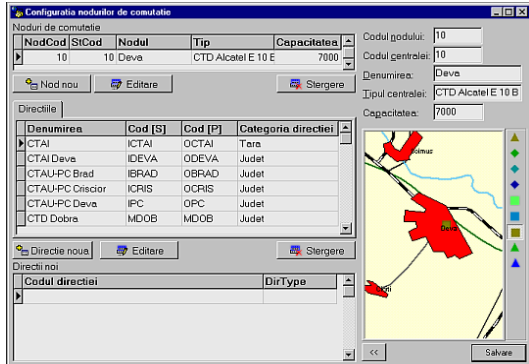 Configuratia nodurilor de comutatie
Noduri de comutatie
NodCod StCod Nodul Tip Capacitatea
10 10 Deva CTD Alcatel E 10 E 7000
Nod nou Editare Stergere
Directiile
Denumirea Cod [S] Cod [P] Categoria directiei
CTAI ICTAI OCTAI Tara
CTAI Deva IDEVA ODEVA Judet
CTAU-PC Brad IBRAD OBRAD Judet
CTAU-PC Criscior ICRIS OCRIS Judet
CTAU-PC Deva IPC OPC Judet
CTD Dobra MDOB MDOB Judet
Directie noua Editare Stergere
Directii noi
Codul directiei DirType
Codul nodului: 10
Codul centralei: 10
Denumirea: Deva
Tipul centralei: CTD Alcatel E 10 B
Capacitatea: 7000
Deva
<< Salvare